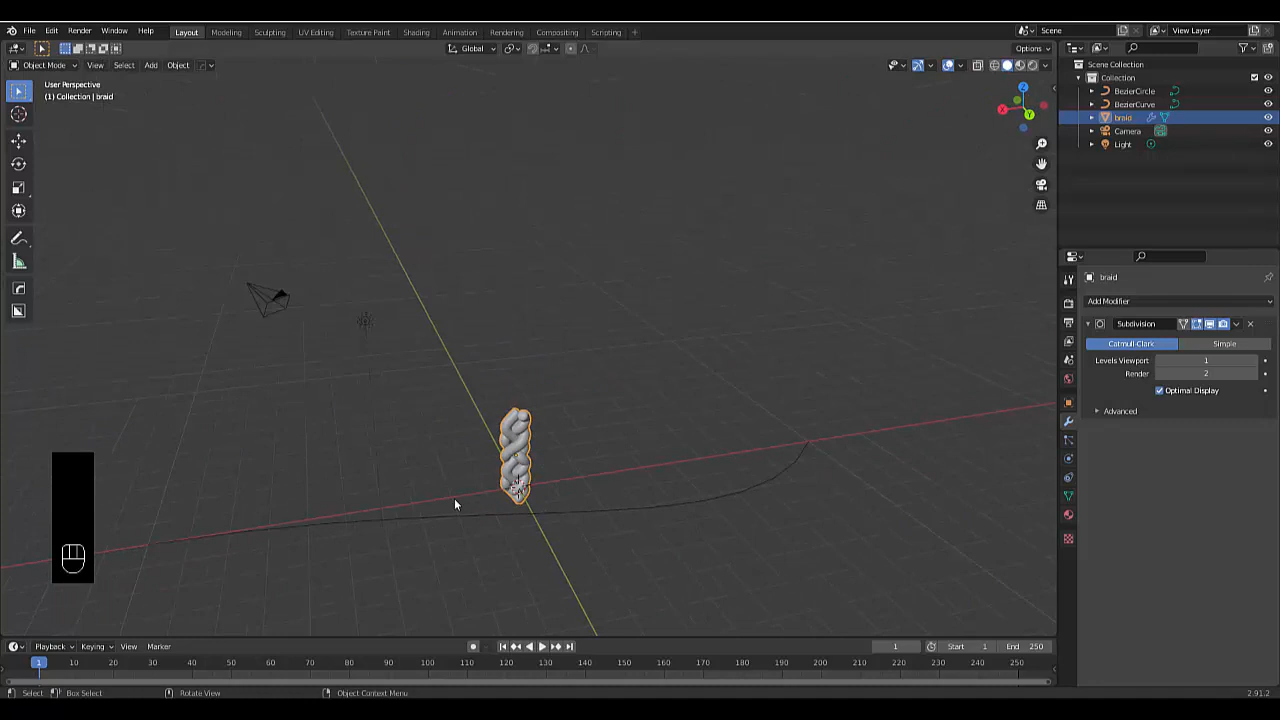 File Edit Render Window Help Layout Modeling Sculpting UV Editing Texture Paint Shading Animation Rendering Compositing Scripting Scene View Layer
Global Options
Object Mode View Select Add Object
User Perspective
(1) Collection | braid
Scene Collection
Collection
BezierCircle
BezierCurve
braid
Camera
Light
X Y Z
braid
Add Modifier
Subdivision
Catmull-Clark Simple
Levels Viewport 1
Render 2
Optimal Display
Advanced
Playback Keying View Marker 1 Start 1 End 250
1 10 20 30 40 50 60 70 80 90 100 110 120 130 140 150 160 170 180 190 200 210 220 230 240 250
Select Box Select Rotate View Object Context Menu 2.91.2